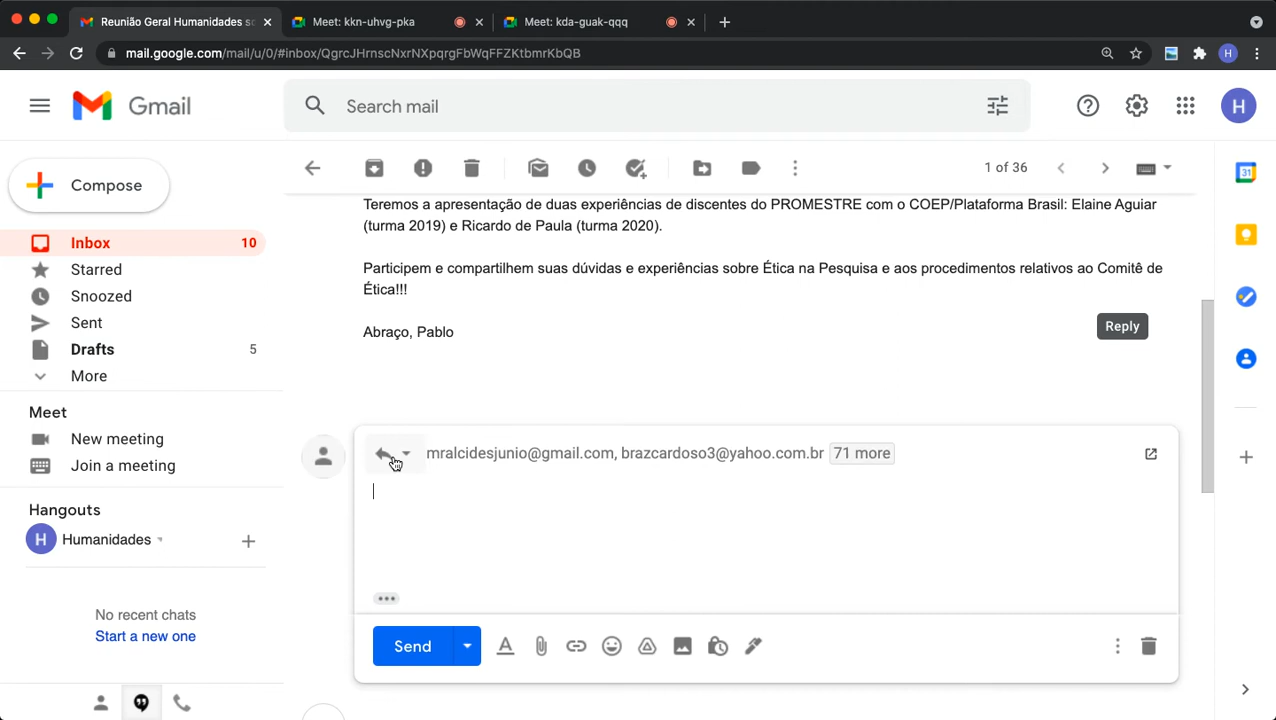 Reunião Geral Humanidades so
Meet: kkn-uhvg-pka
Meet: kda-guak-qqq
mail.google.com/mail/u/0/#inbox/QgrcJHrnscNxrNXpqrgFbWqFFZKtbmrKbQB
H
Gmail
Search mail
H
Compose
1 of 36
31
Teremos a apresentação de duas experiências de discentes do PROMESTRE com o COEP/Plataforma Brasil: Elaine Aguiar
(turma 2019) e Ricardo de Paula (turma 2020).
Participem e compartilhem suas dúvidas e experiências sobre Ética na Pesquisa e aos procedimentos relativos ao Comitê de
Ética!!!
Abraço, Pablo
Reply
Inbox 10
Starred
Snoozed
Sent
Drafts 5
More
Meet
New meeting
Join a meeting
Hangouts
H Humanidades
No recent chats
Start a new one
mralcidesjunio@gmail.com, brazcardoso3@yahoo.com.br 71 more
Send